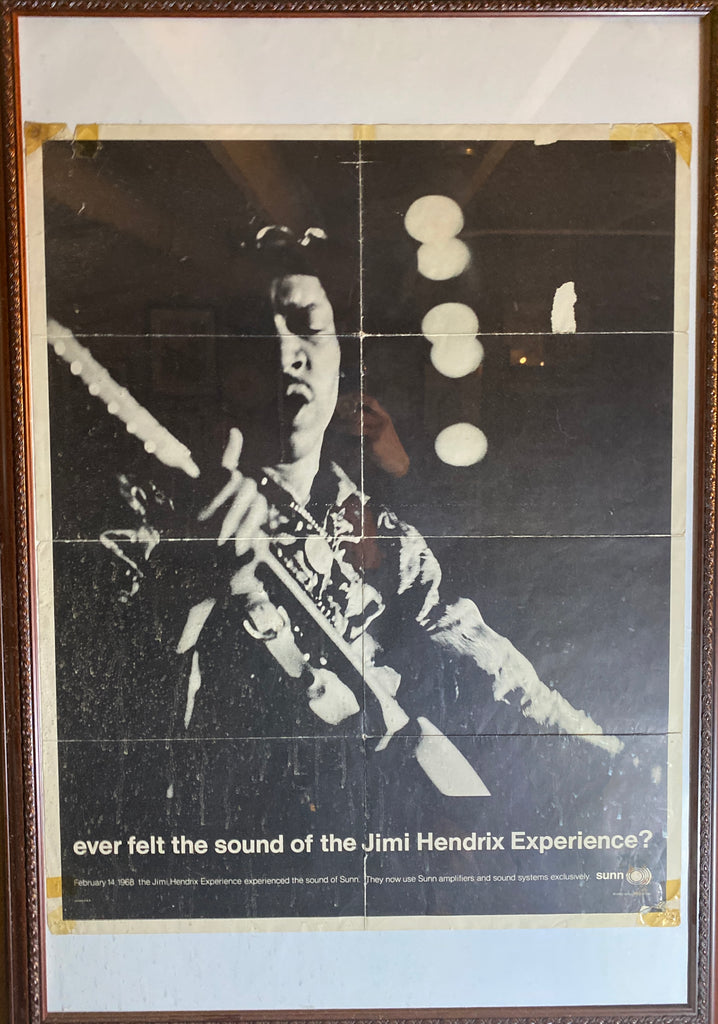 ever felt the sound of the Jimi Hendrix Experience?
February 14, 1968 the Jimi Hendrix Experience experienced the sound of Sunn. They now use Sunn amplifiers and sound systems exclusively. sunn